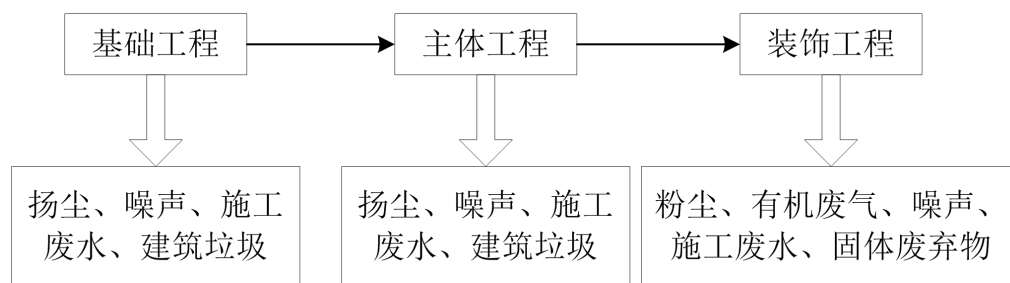 基础工程
主体工程
装饰工程
扬尘、噪声、施工
废水、建筑垃圾
扬尘、噪声、施工
废水、建筑垃圾
粉尘、有机废气、噪声、
施工废水、固体废弃物